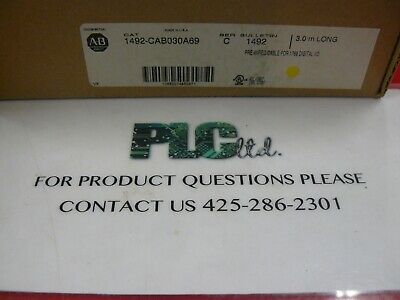 AB
CAT
1492-CAB030A69
SER
C
BULLETIN
1492
3.0 m LONG
PRE-WIRED CABLE FOR 1769 DIGITAL I/O
PLC ltd.
FOR PRODUCT QUESTIONS PLEASE
CONTACT US 425-286-2301